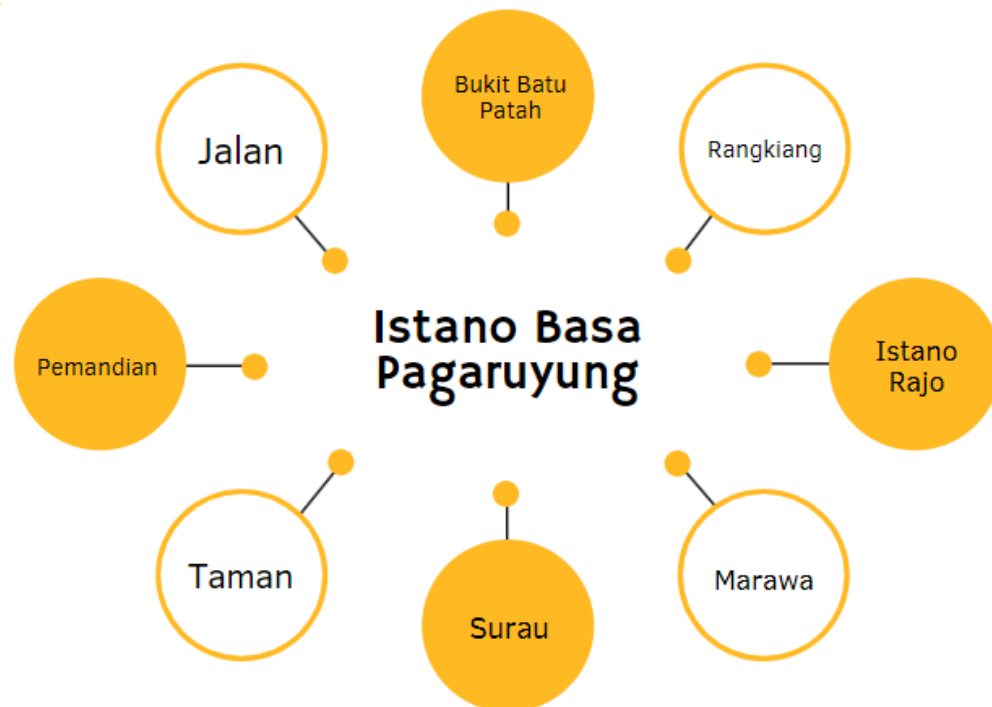 Bukit Batu
Patah
Jalan
Rangkiang
Istano Basa
Pagaruyung
Pemandian
Istano
Rajo
Taman
Marawa
Surau